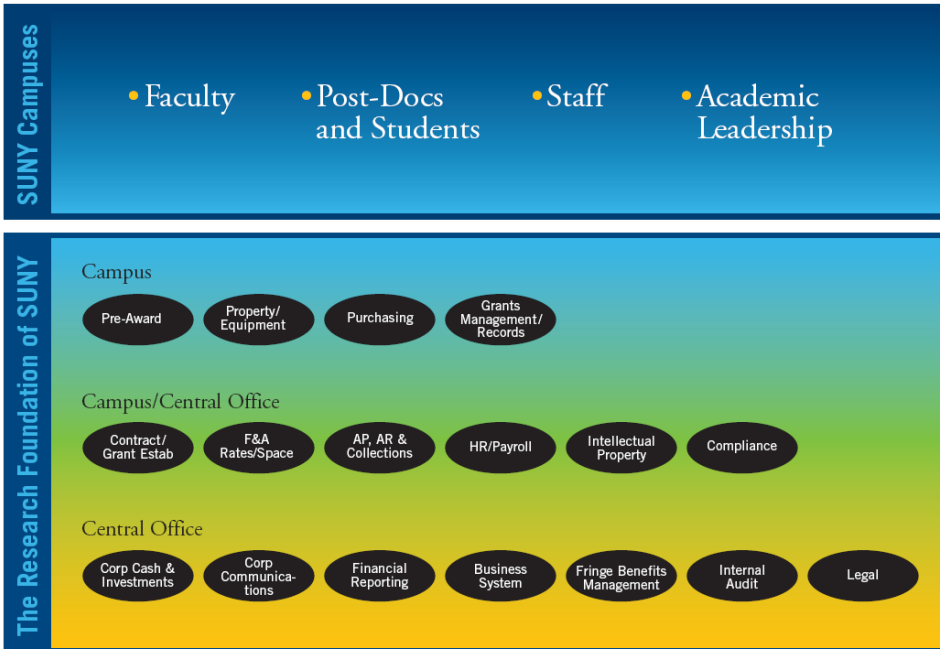 SUNY Campuses
• Faculty
• Post-Docs
and Students
• Staff
• Academic
Leadership
The Research Foundation of SUNY
Campus
Pre-Award
Property/
Equipment
Purchasing
Grants
Management/
Records
Campus/Central Office
Contract/
Grant Estab
F&A
Rates/Space
AP, AR &
Collections
HR/Payroll
Intellectual
Property
Compliance
Central Office
Corp Cash &
Investments
Corp
Communica-
tions
Financial
Reporting
Business
System
Fringe Benefits
Management
Internal
Audit
Legal